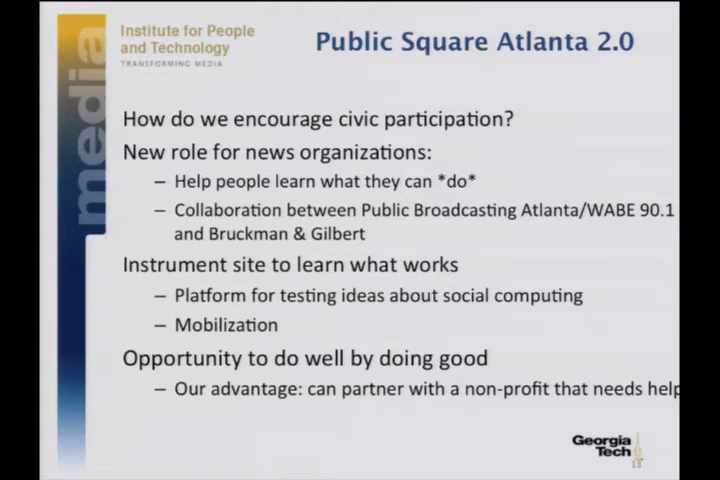 Institute for People
and Technology
TRANSFORMING MEDIA
media
Public Square Atlanta 2.0
How do we encourage civic participation?
New role for news organizations:
– Help people learn what they can *do*
– Collaboration between Public Broadcasting Atlanta/WABE 90.1
and Bruckman & Gilbert
Instrument site to learn what works
– Platform for testing ideas about social computing
– Mobilization
Opportunity to do well by doing good
– Our advantage: can partner with a non-profit that needs help
Georgia
Tech
13